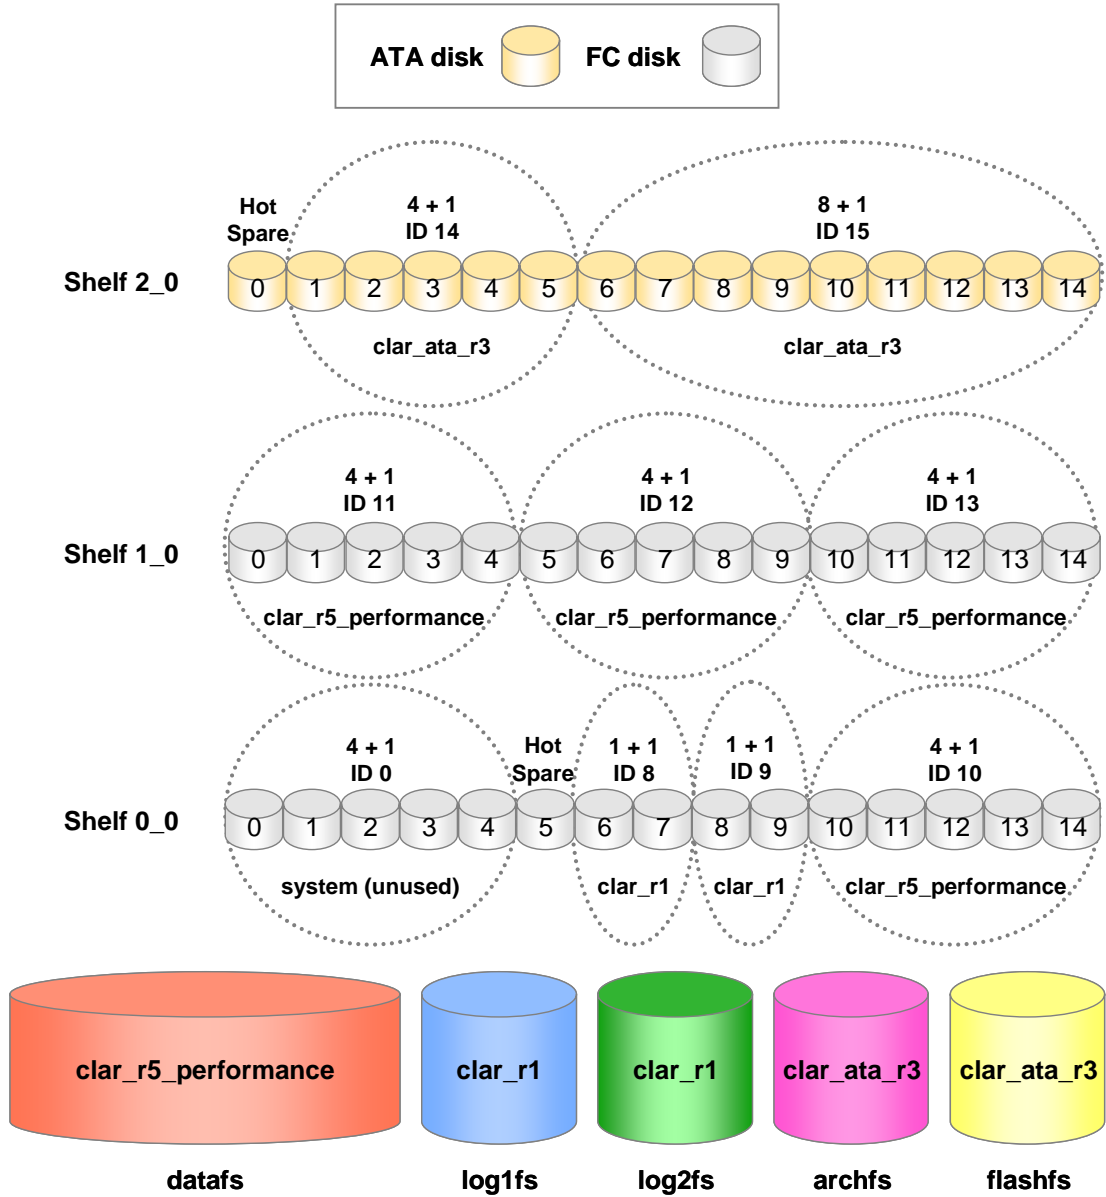 ATA disk FC disk
Hot
Spare
4 + 1
ID 14
8 + 1
ID 15
Shelf 2_0
0 1 2 3 4 5 6 7 8 9 10 11 12 13 14
clar_ata_r3 clar_ata_r3
4 + 1
ID 11
4 + 1
ID 12
4 + 1
ID 13
Shelf 1_0
0 1 2 3 4 5 6 7 8 9 10 11 12 13 14
clar_r5_performance clar_r5_performance clar_r5_performance
4 + 1
ID 0
Hot
Spare
1 + 1
ID 8
1 + 1
ID 9
4 + 1
ID 10
Shelf 0_0
0 1 2 3 4 5 6 7 8 9 10 11 12 13 14
system (unused) clar_r1 clar_r1 clar_r5_performance
clar_r5_performance clar_r1 clar_r1 clar_ata_r3 clar_ata_r3
datafs log1fs log2fs archfs flashfs